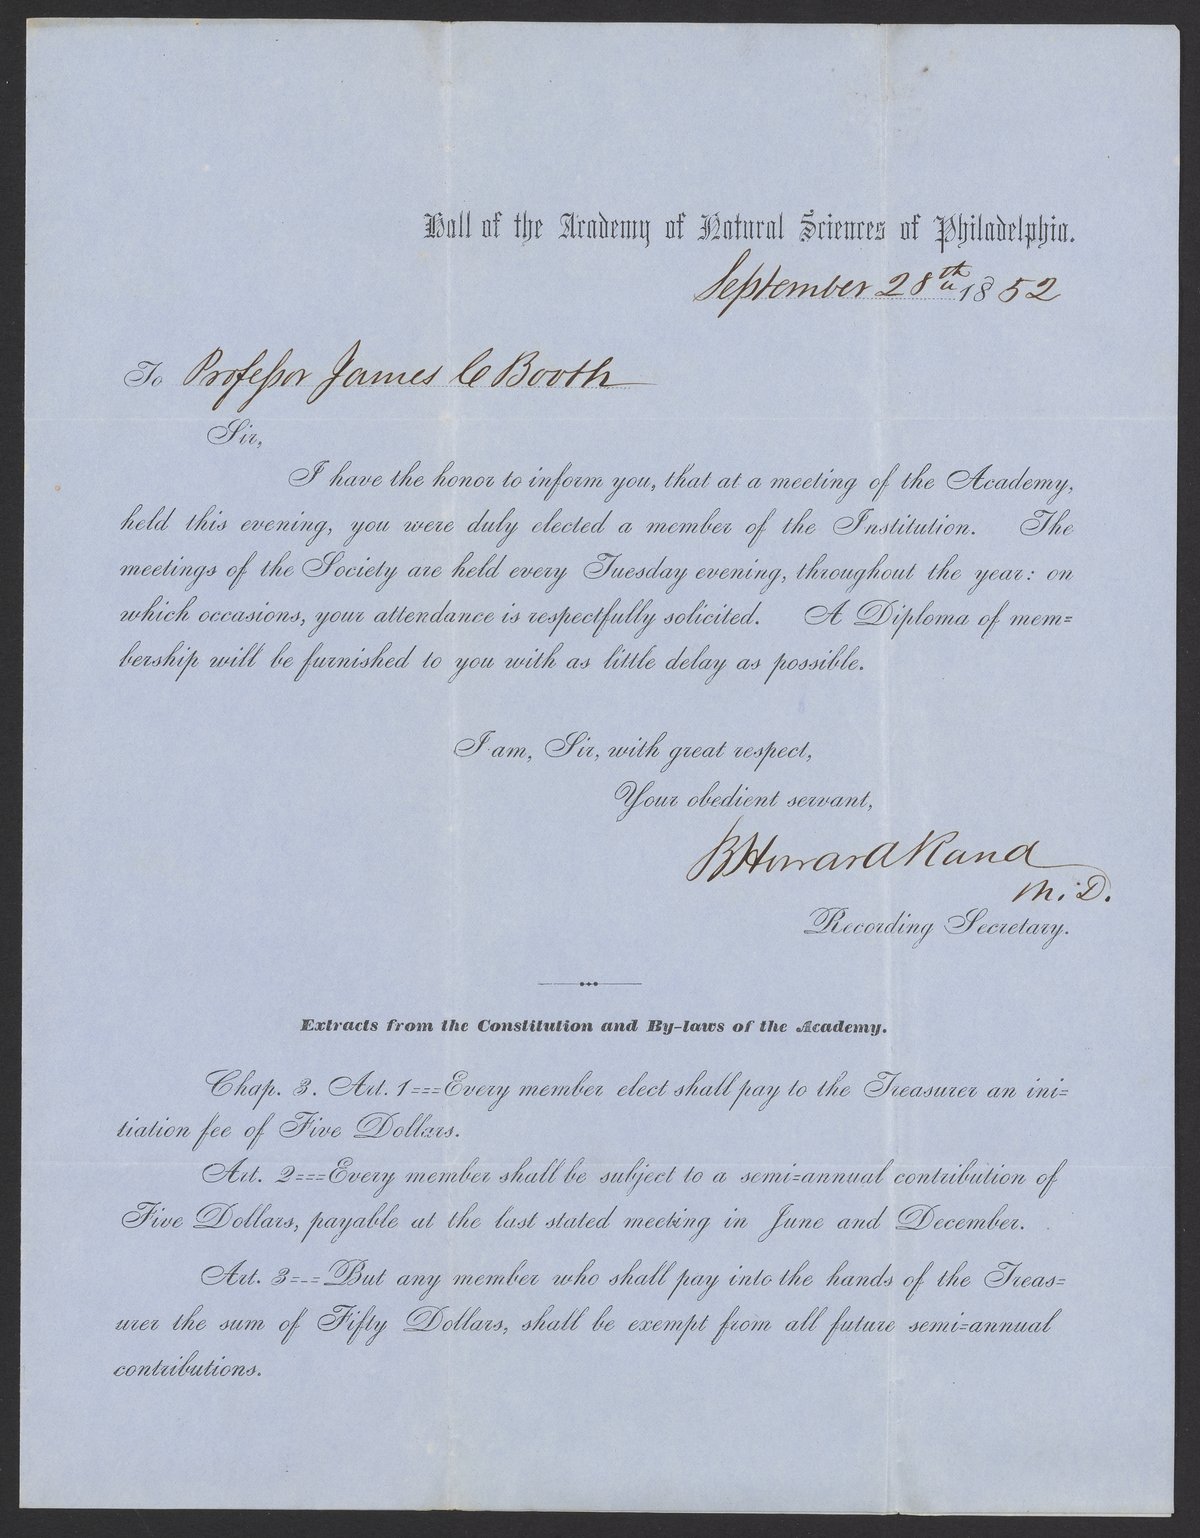 Hall of the Academy of Natural Sciences of Philadelphia.
September 28th 1852
To Professor James C Booth
Sir,
I have the honor to inform you, that at a meeting of the Academy,
held this evening, you were duly elected a member of the Institution. The
meetings of the Society are held every Tuesday evening, throughout the year: on
which occasions, your attendance is respectfully solicited. A Diploma of mem=
bership will be furnished to you with as little delay as possible.
I am, Sir, with great respect,
Your obedient servant,
B Howard Rand
M.D.
Recording Secretary.
Extracts from the Constitution and By-laws of the Academy.
Chap. 3. Art. 1===Every member elect shall pay to the Treasurer an ini=
tiation fee of Five Dollars.
Art. 2===Every member shall be subject to a semi=annual contribution of
Five Dollars, payable at the last stated meeting in June and December.
Art. 3=-=But any member who shall pay into the hands of the Treas=
urer the sum of Fifty Dollars, shall be exempt from all future semi=annual
contributions.